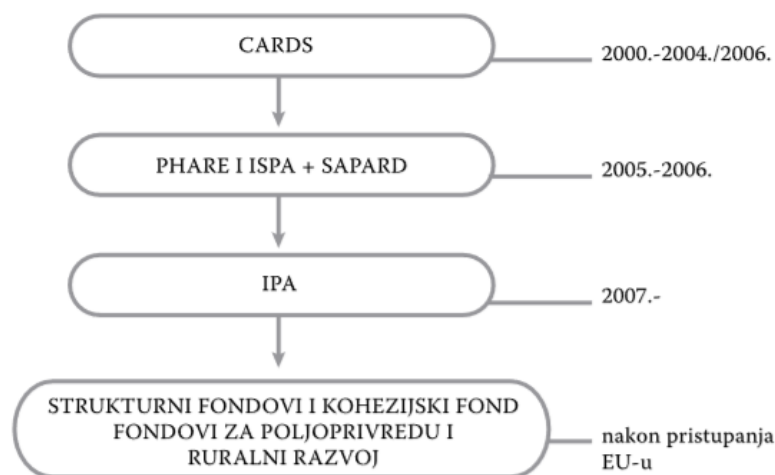 CARDS
2000.-2004./2006.
PHARE I ISPA + SAPARD
2005.-2006.
IPA
2007.-
STRUKTURNI FONDOVI I KOHEZIJSKI FOND
FONDOVI ZA POLJOPRIVREDU I
RURALNI RAZVOJ
nakon pristupanja
EU-u